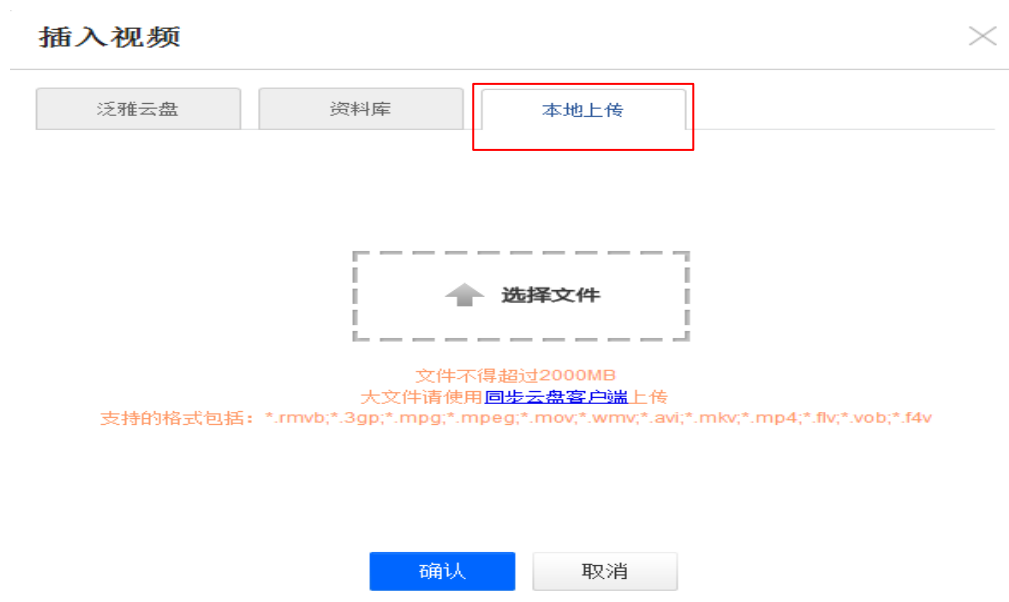 插入视频
泛雅云盘 资料库 本地上传
选择文件
文件不得超过2000MB
大文件请使用同步云盘客户端上传
支持的格式包括：*.rmvb;*.3gp;*.mpg;*.mpeg;*.mov;*.wmv;*.avi;*.mkv;*.mp4;*.flv;*.vob;*.f4v
确认 取消